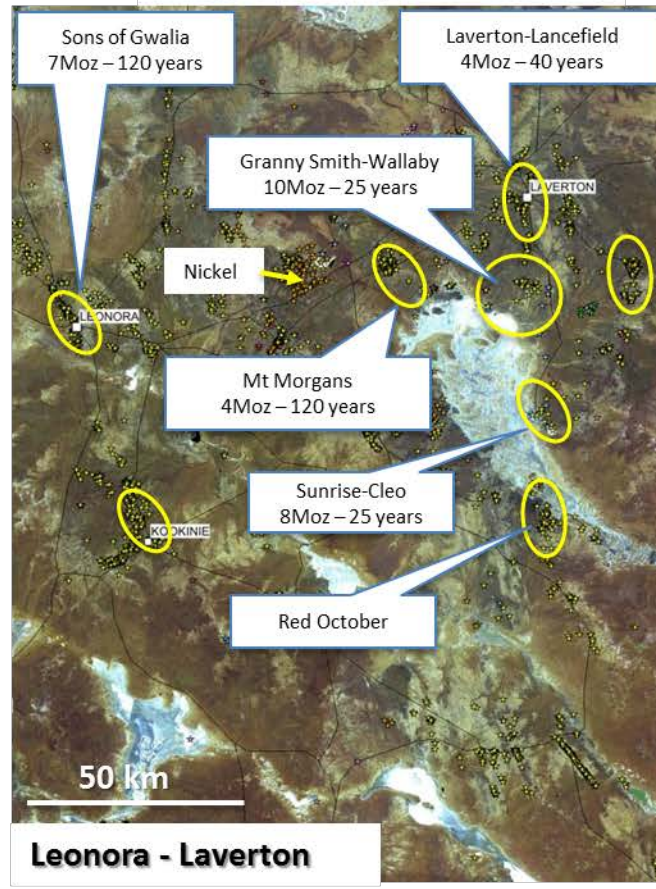 Sons of Gwalia
7Moz – 120 years
Laverton-Lancefield
4Moz – 40 years
Granny Smith-Wallaby
10Moz – 25 years
LAVERTON
Nickel
LEONORA
Mt Morgans
4Moz – 120 years
Sunrise-Cleo
8Moz – 25 years
KOOKINIE
Red October
50 km
Leonora - Laverton